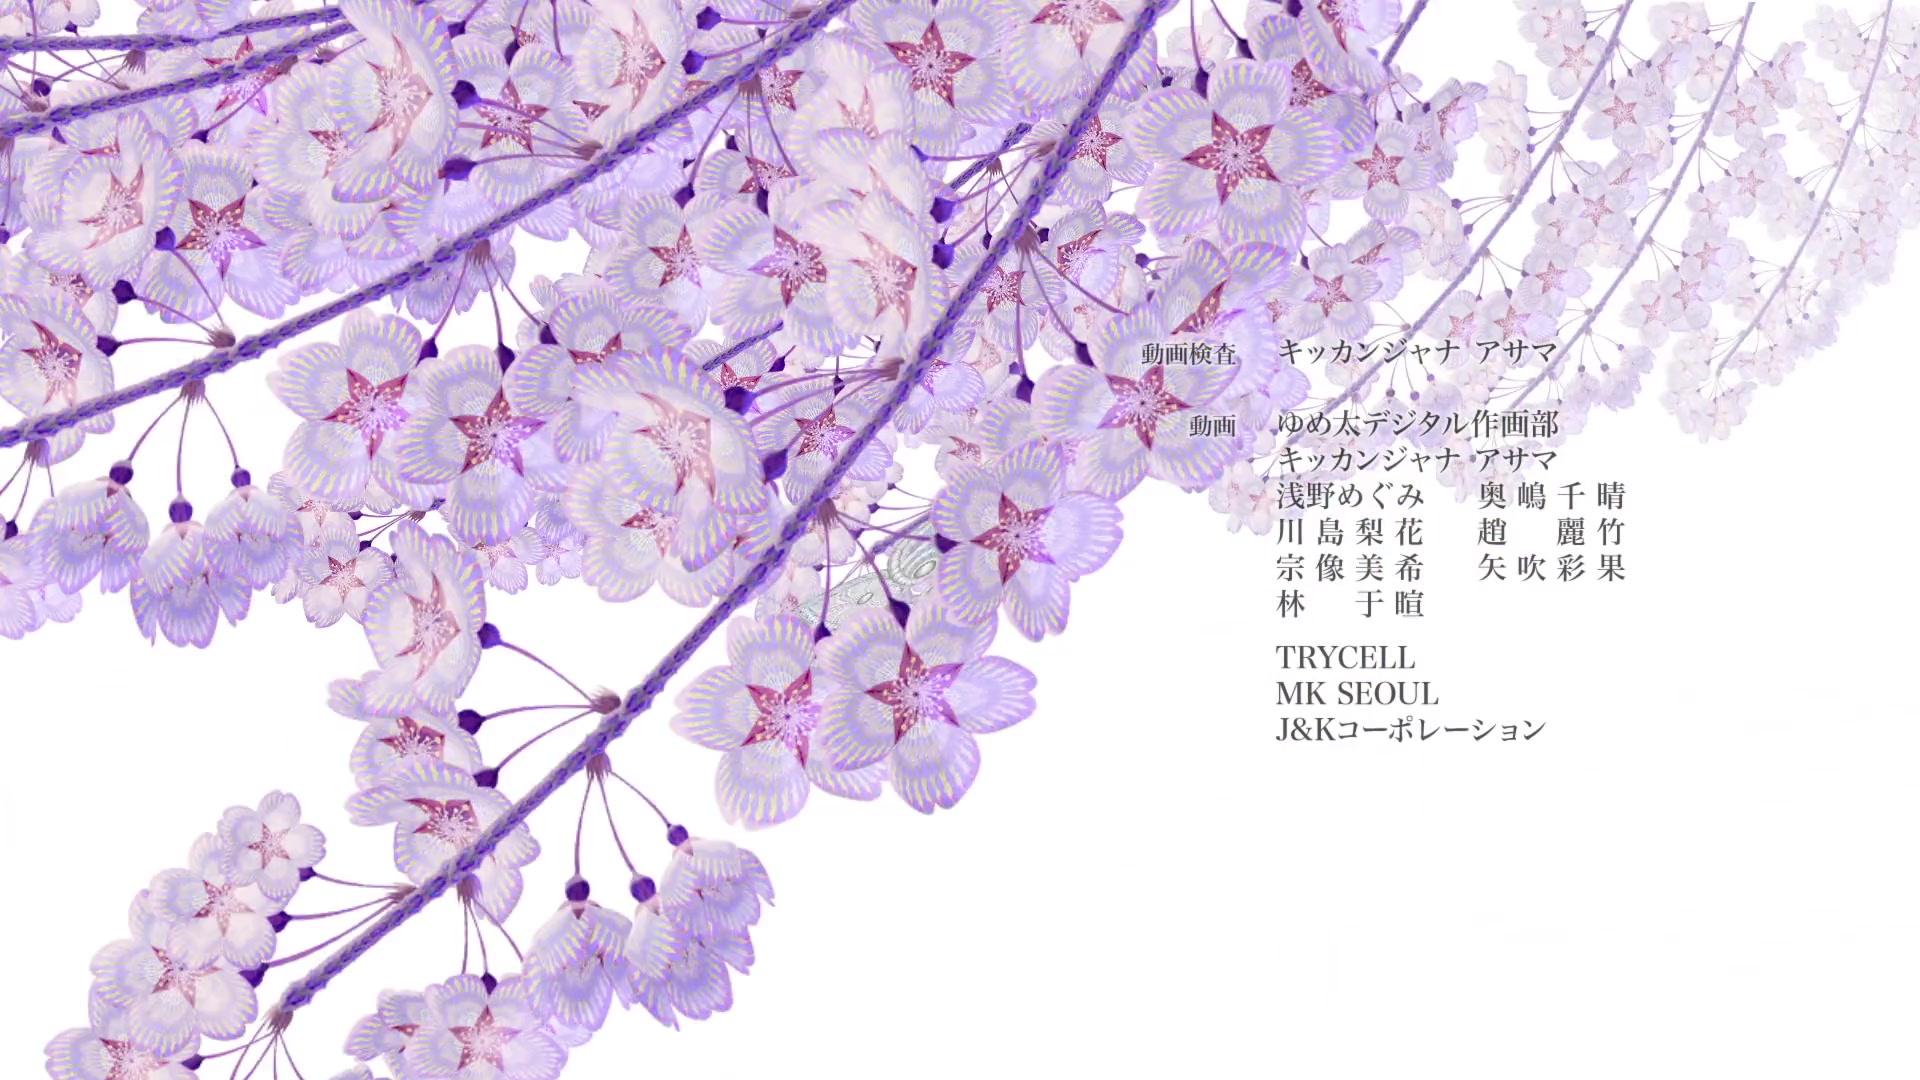 動画検査 キッカンジャナ アサマ
動画 ゆめ太デジタル作画部
キッカンジャナ アサマ
浅野めぐみ 奥嶋千晴
川島梨花 趙 麗竹
宗像美希 矢吹彩果
林 于暄
TRYCELL
MK SEOUL
J&Kコーポレーション